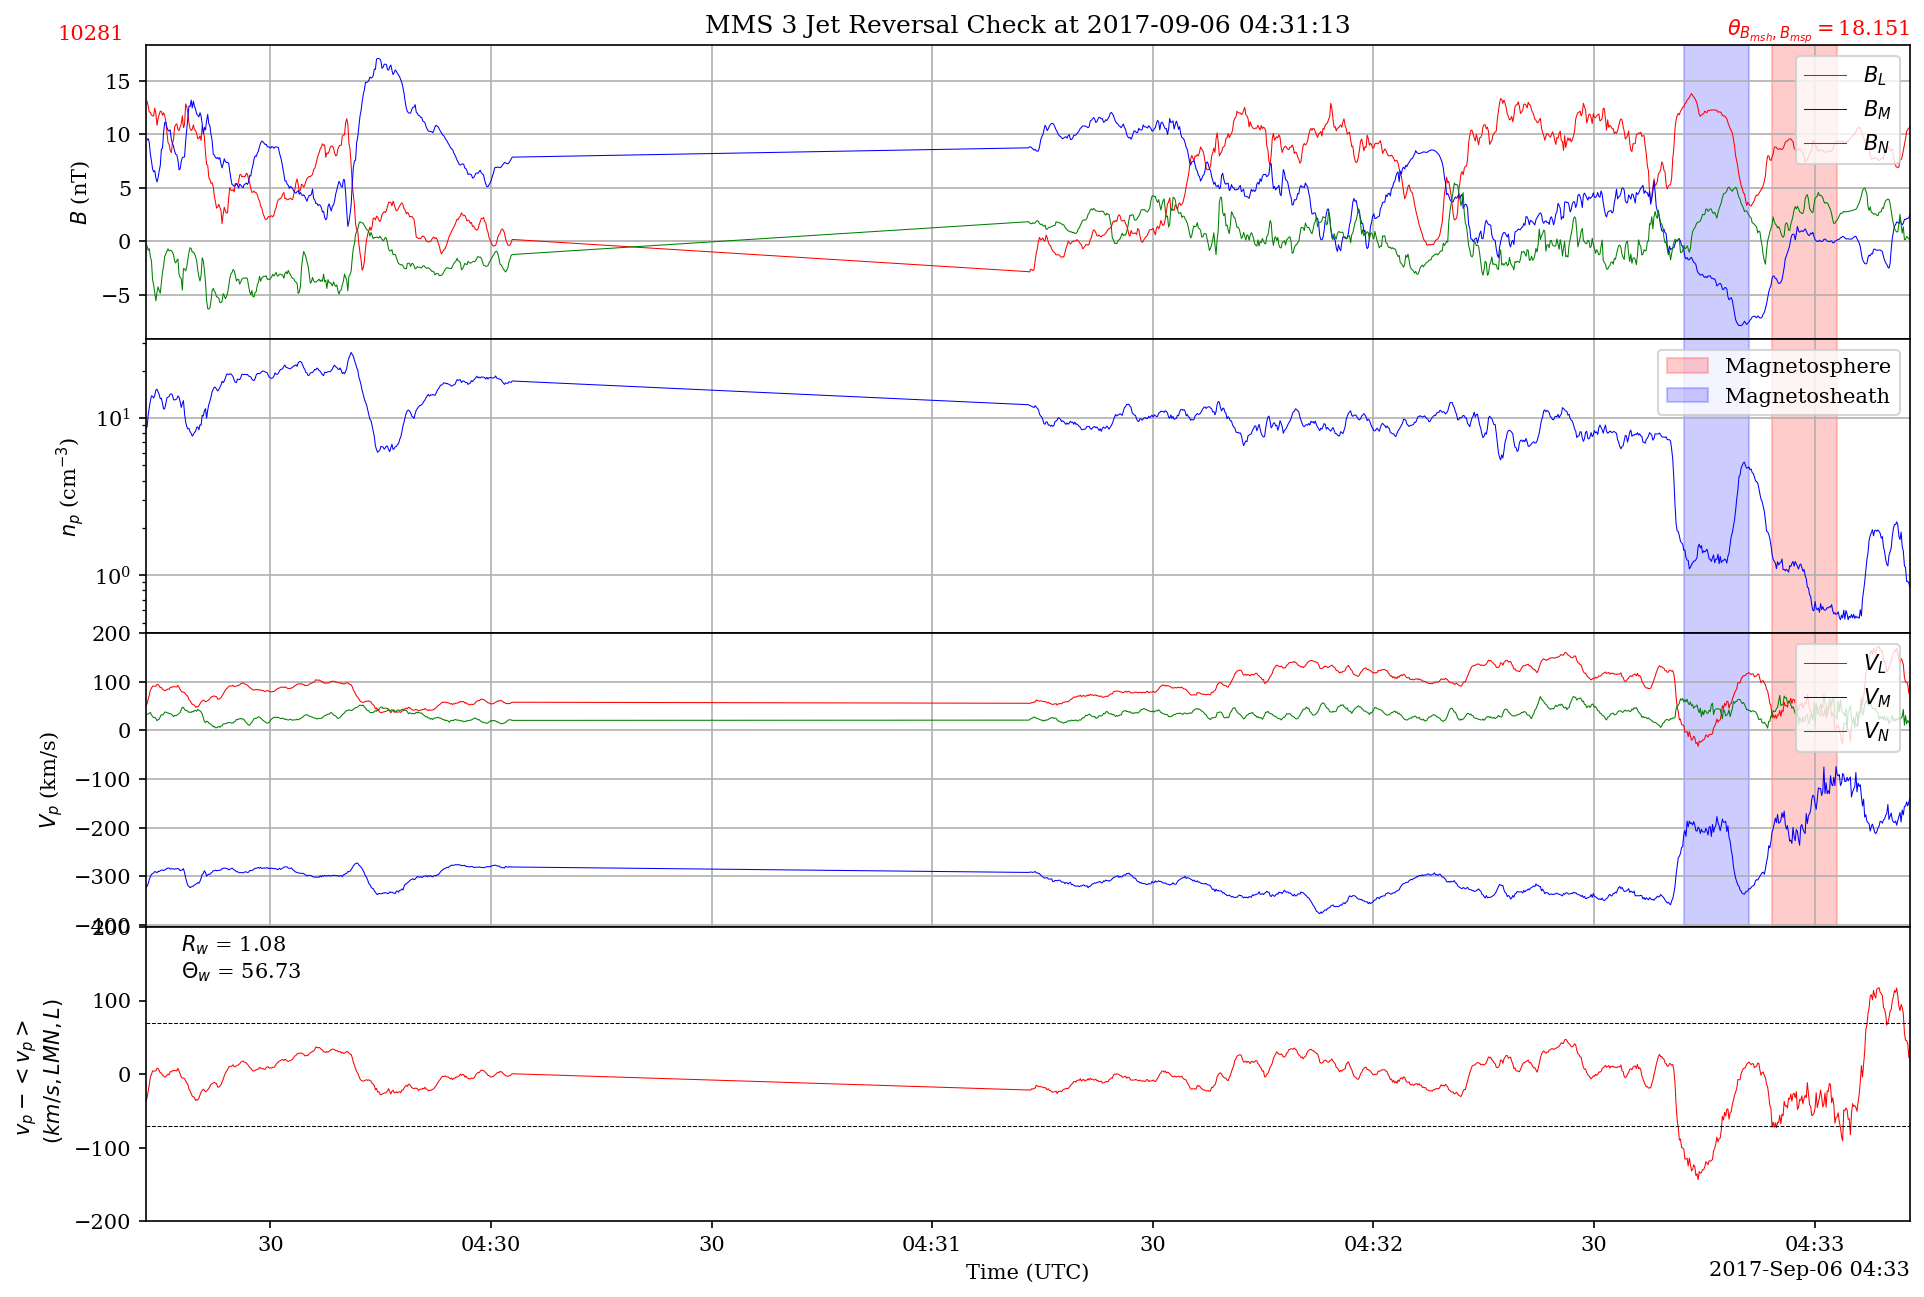 10281
MMS 3 Jet Reversal Check at 2017-09-06 04:31:13
θ_{B_{msh}, B_{msp}} = 18.151
B (nT)
15
10
5
0
−5
B_L
B_M
B_N
n_p (cm^{−3})
10^1
10^0
Magnetosphere
Magnetosheath
V_p (km/s)
200
100
0
−100
−200
−300
−400
V_L
V_M
V_N
v_p − < v_p >
(km/s, LMN, L)
200
100
0
−100
−200
R_w = 1.08
Θ_w = 56.73
30
04:30
30
04:31
30
04:32
30
04:33
Time (UTC)
2017-Sep-06 04:33